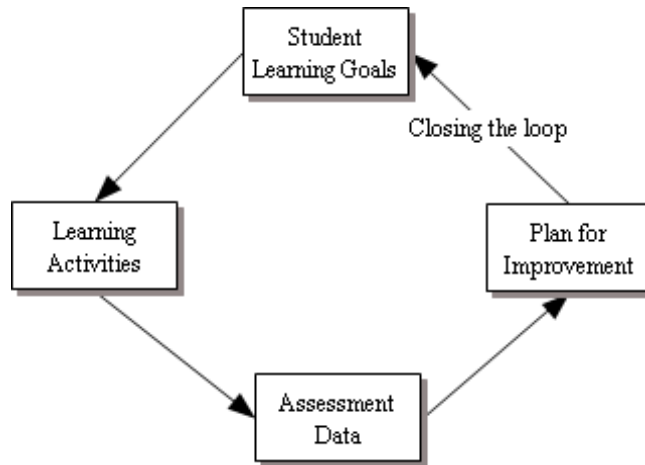 Student
Learning Goals
Closing the loop
Learning
Activities
Plan for
Improvement
Assessment
Data